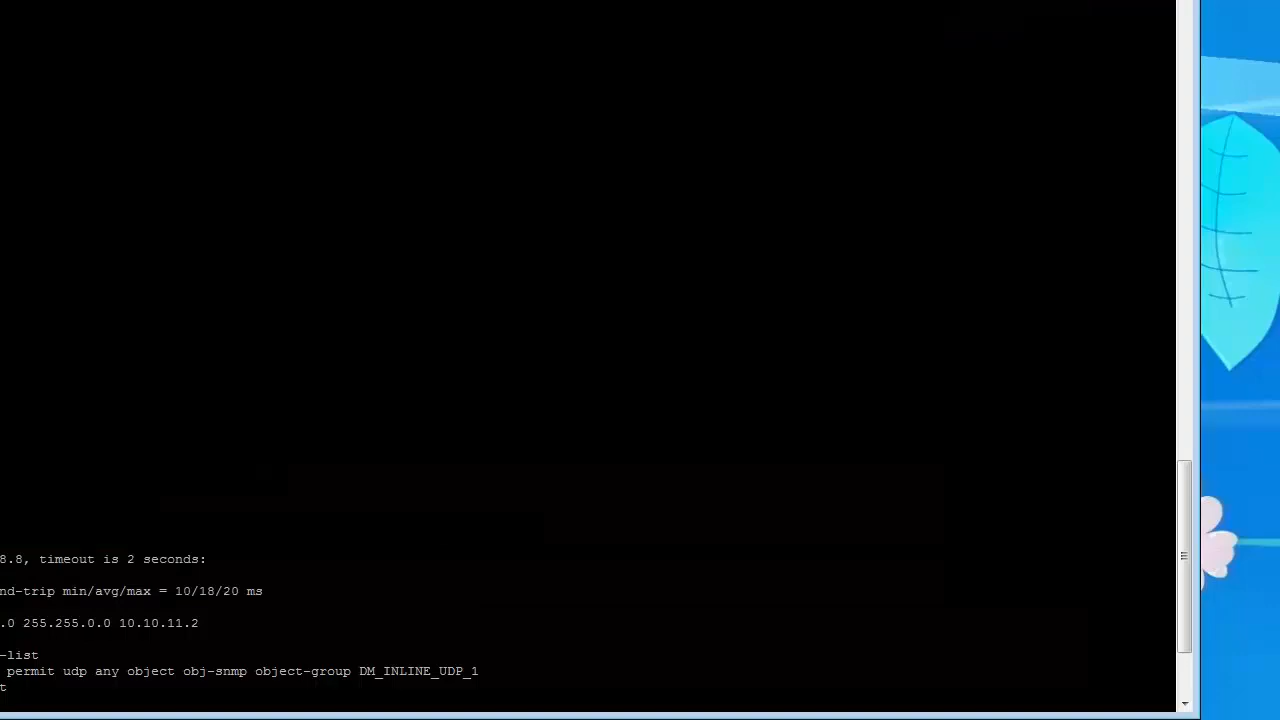 8.8, timeout is 2 seconds:
nd-trip min/avg/max = 10/18/20 ms
.0 255.255.0.0 10.10.11.2
-list
permit udp any object obj-snmp object-group DM_INLINE_UDP_1
t